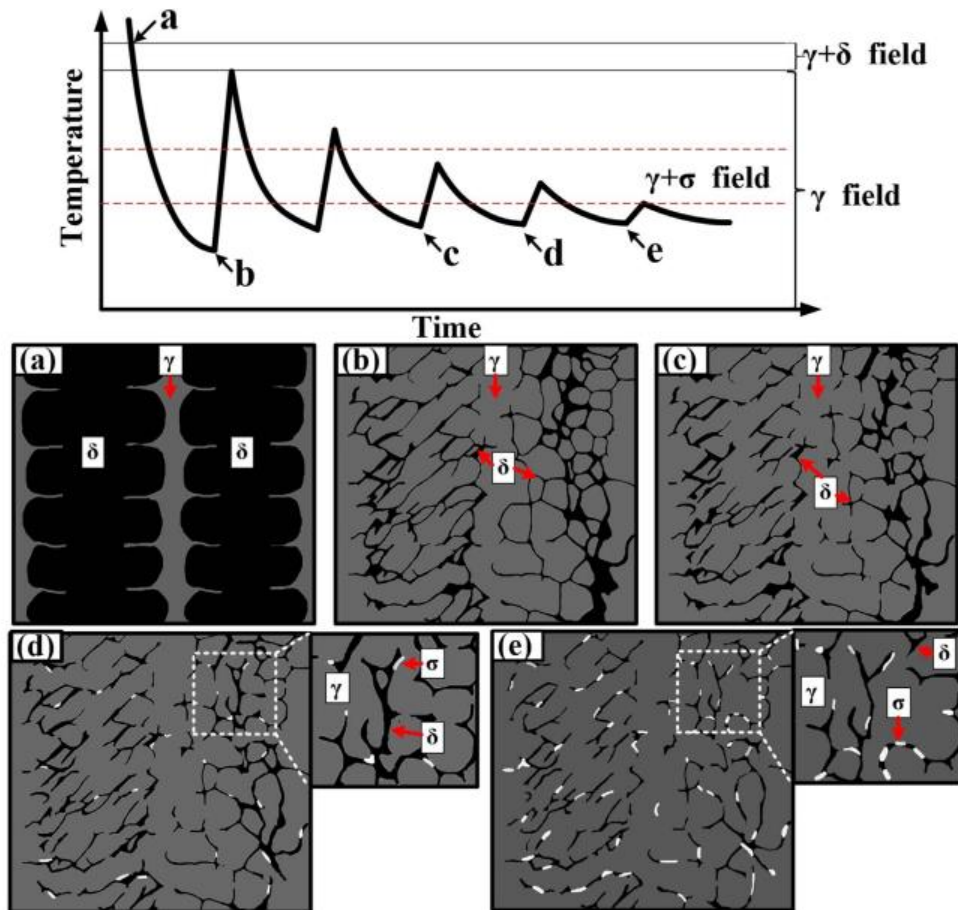 a
γ+δ field
γ+σ field
γ field
Temperature
b
c
d
e
Time
(a)
γ
δ
δ
(b)
γ
δ
(c)
γ
δ
(d)
σ
γ
δ
(e)
δ
γ
σ